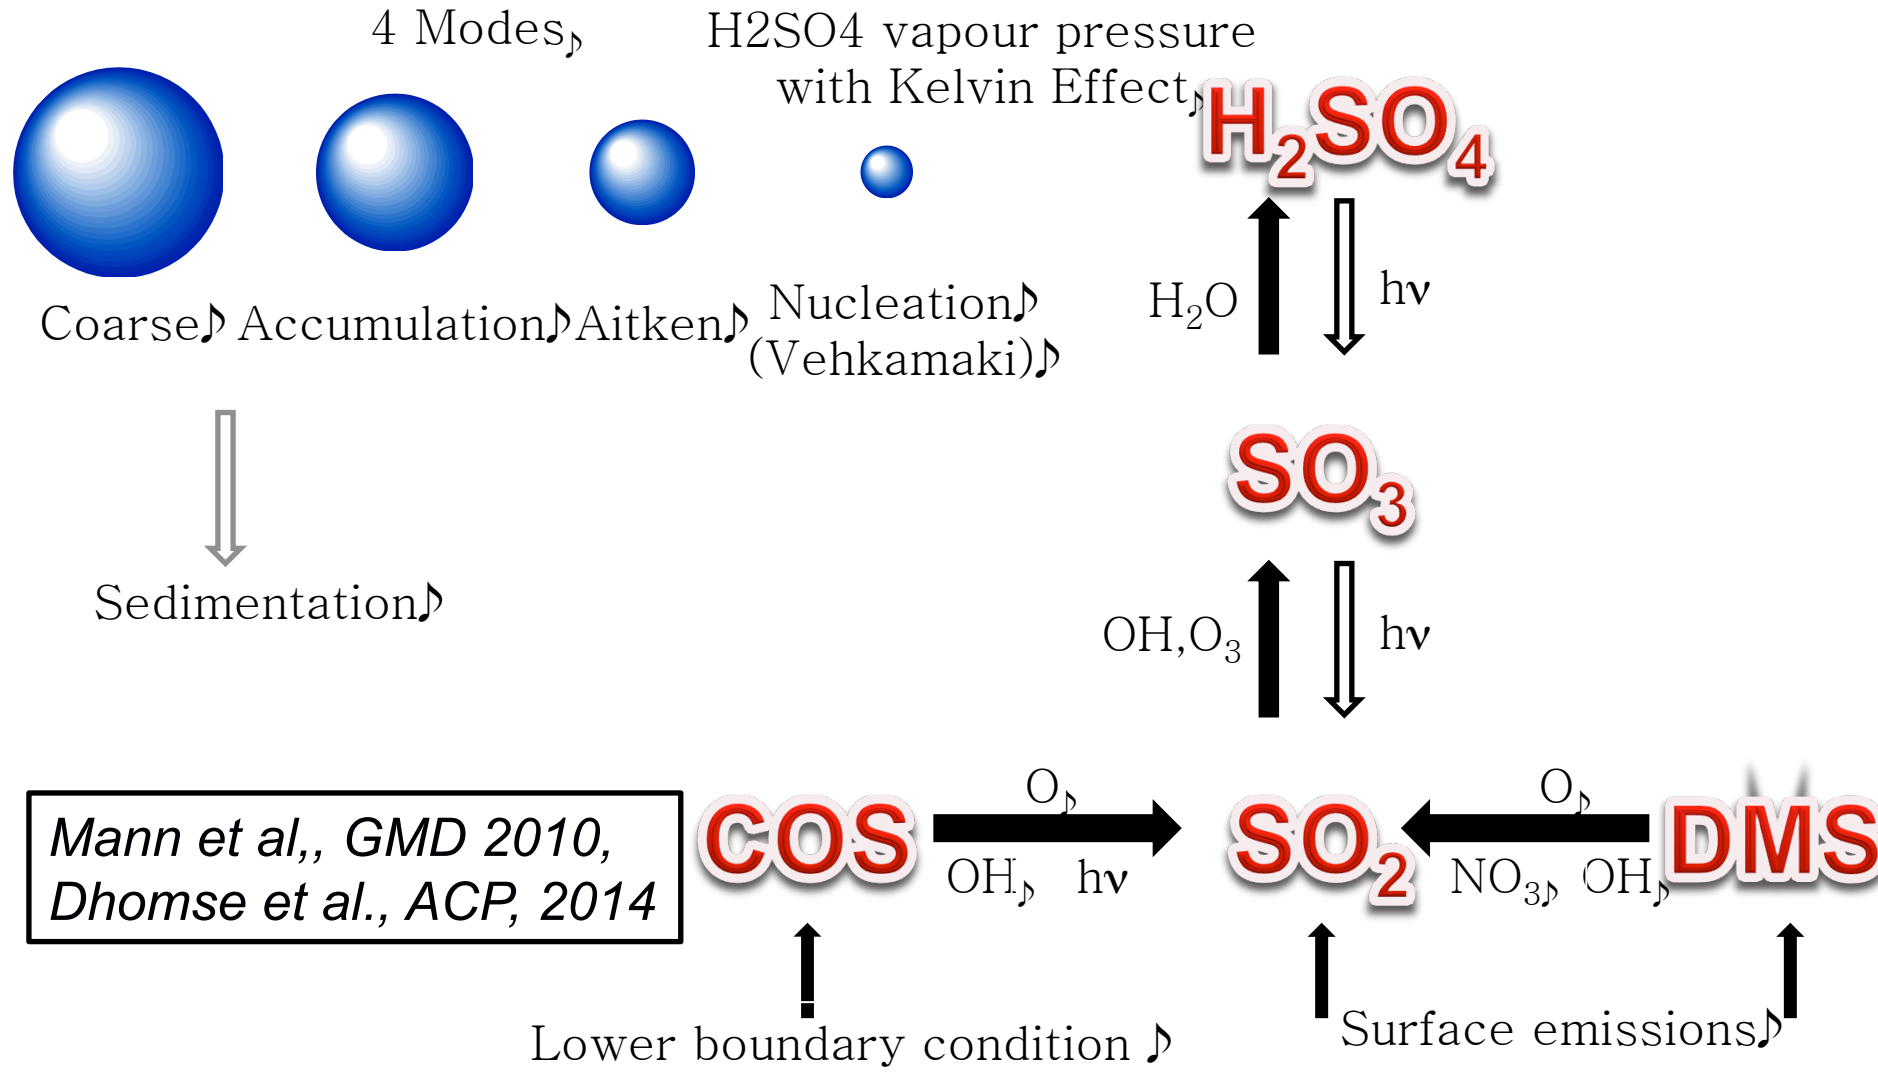 4 Modes♪
H2SO4 vapour pressure
with Kelvin Effect♪
H₂SO₄
Coarse♪ Accumulation♪ Aitken♪ Nucleation♪
(Vehkamaki)♪
H₂O
hν
SO₃
Sedimentation♪
OH,O₃
hν
Mann et al,, GMD 2010,
Dhomse et al., ACP, 2014
COS
O♪
OH♪ hν
SO₂
O♪
NO₃♪ OH♪
DMS
Lower boundary condition ♪
Surface emissions♪